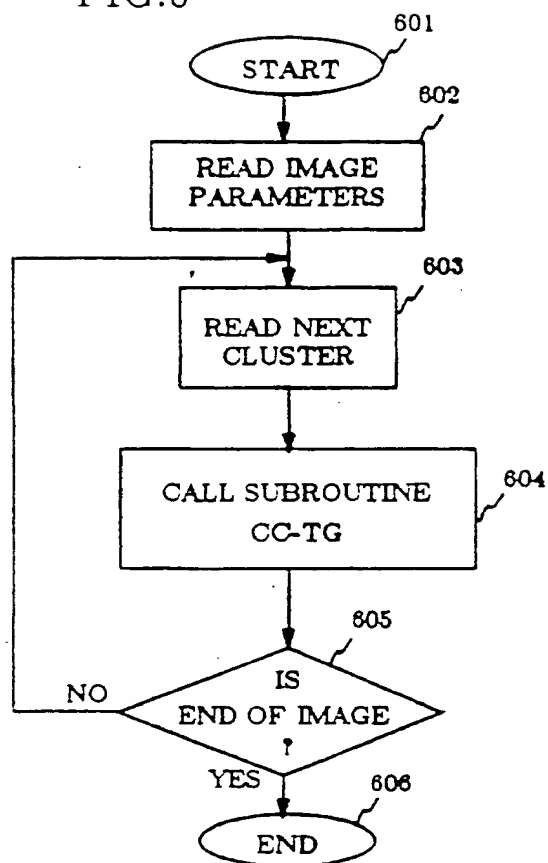 FIG.
601
START
602
READ IMAGE
PARAMETERS
603
READ NEXT
CLUSTER
604
CALL SUBROUTINE
CC-TG
605
IS
END OF IMAGE
?
NO
YES
606
END